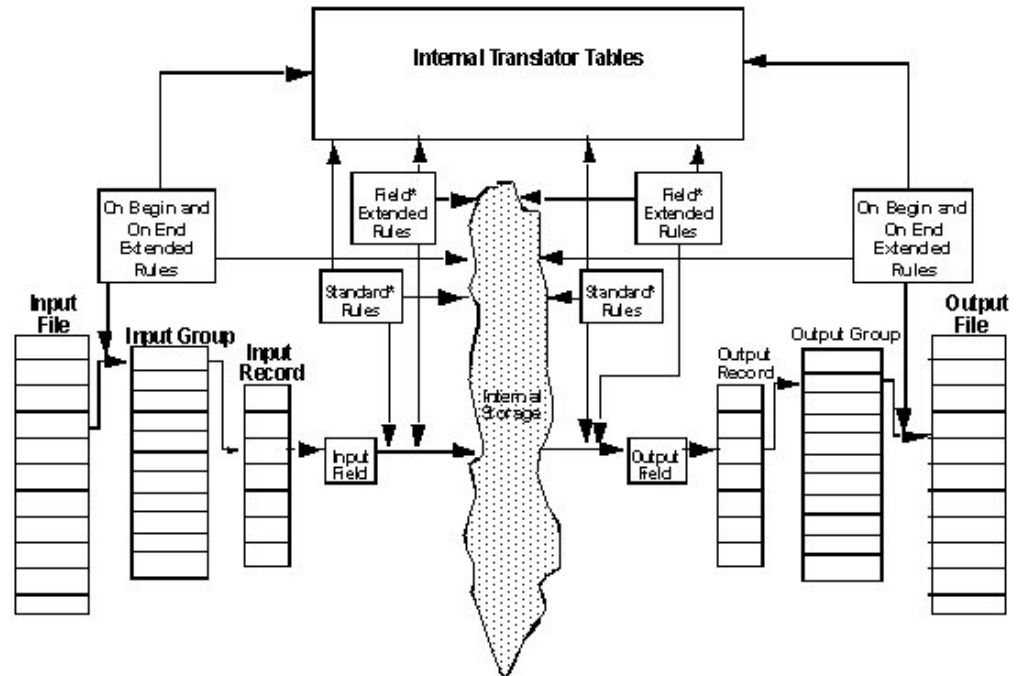 Internal Translator Tables
On Begin and
On End
Extended
Rules
Field*
Extended
Rules
Field*
Extended
Rules
On Begin and
On End
Extended
Rules
Standard*
Rules
Standard*
Rules
Input
File
Input Group
Input
Record
Input
Field
Internal
Storage
Output
Field
Output
Record
Output Group
Output
File